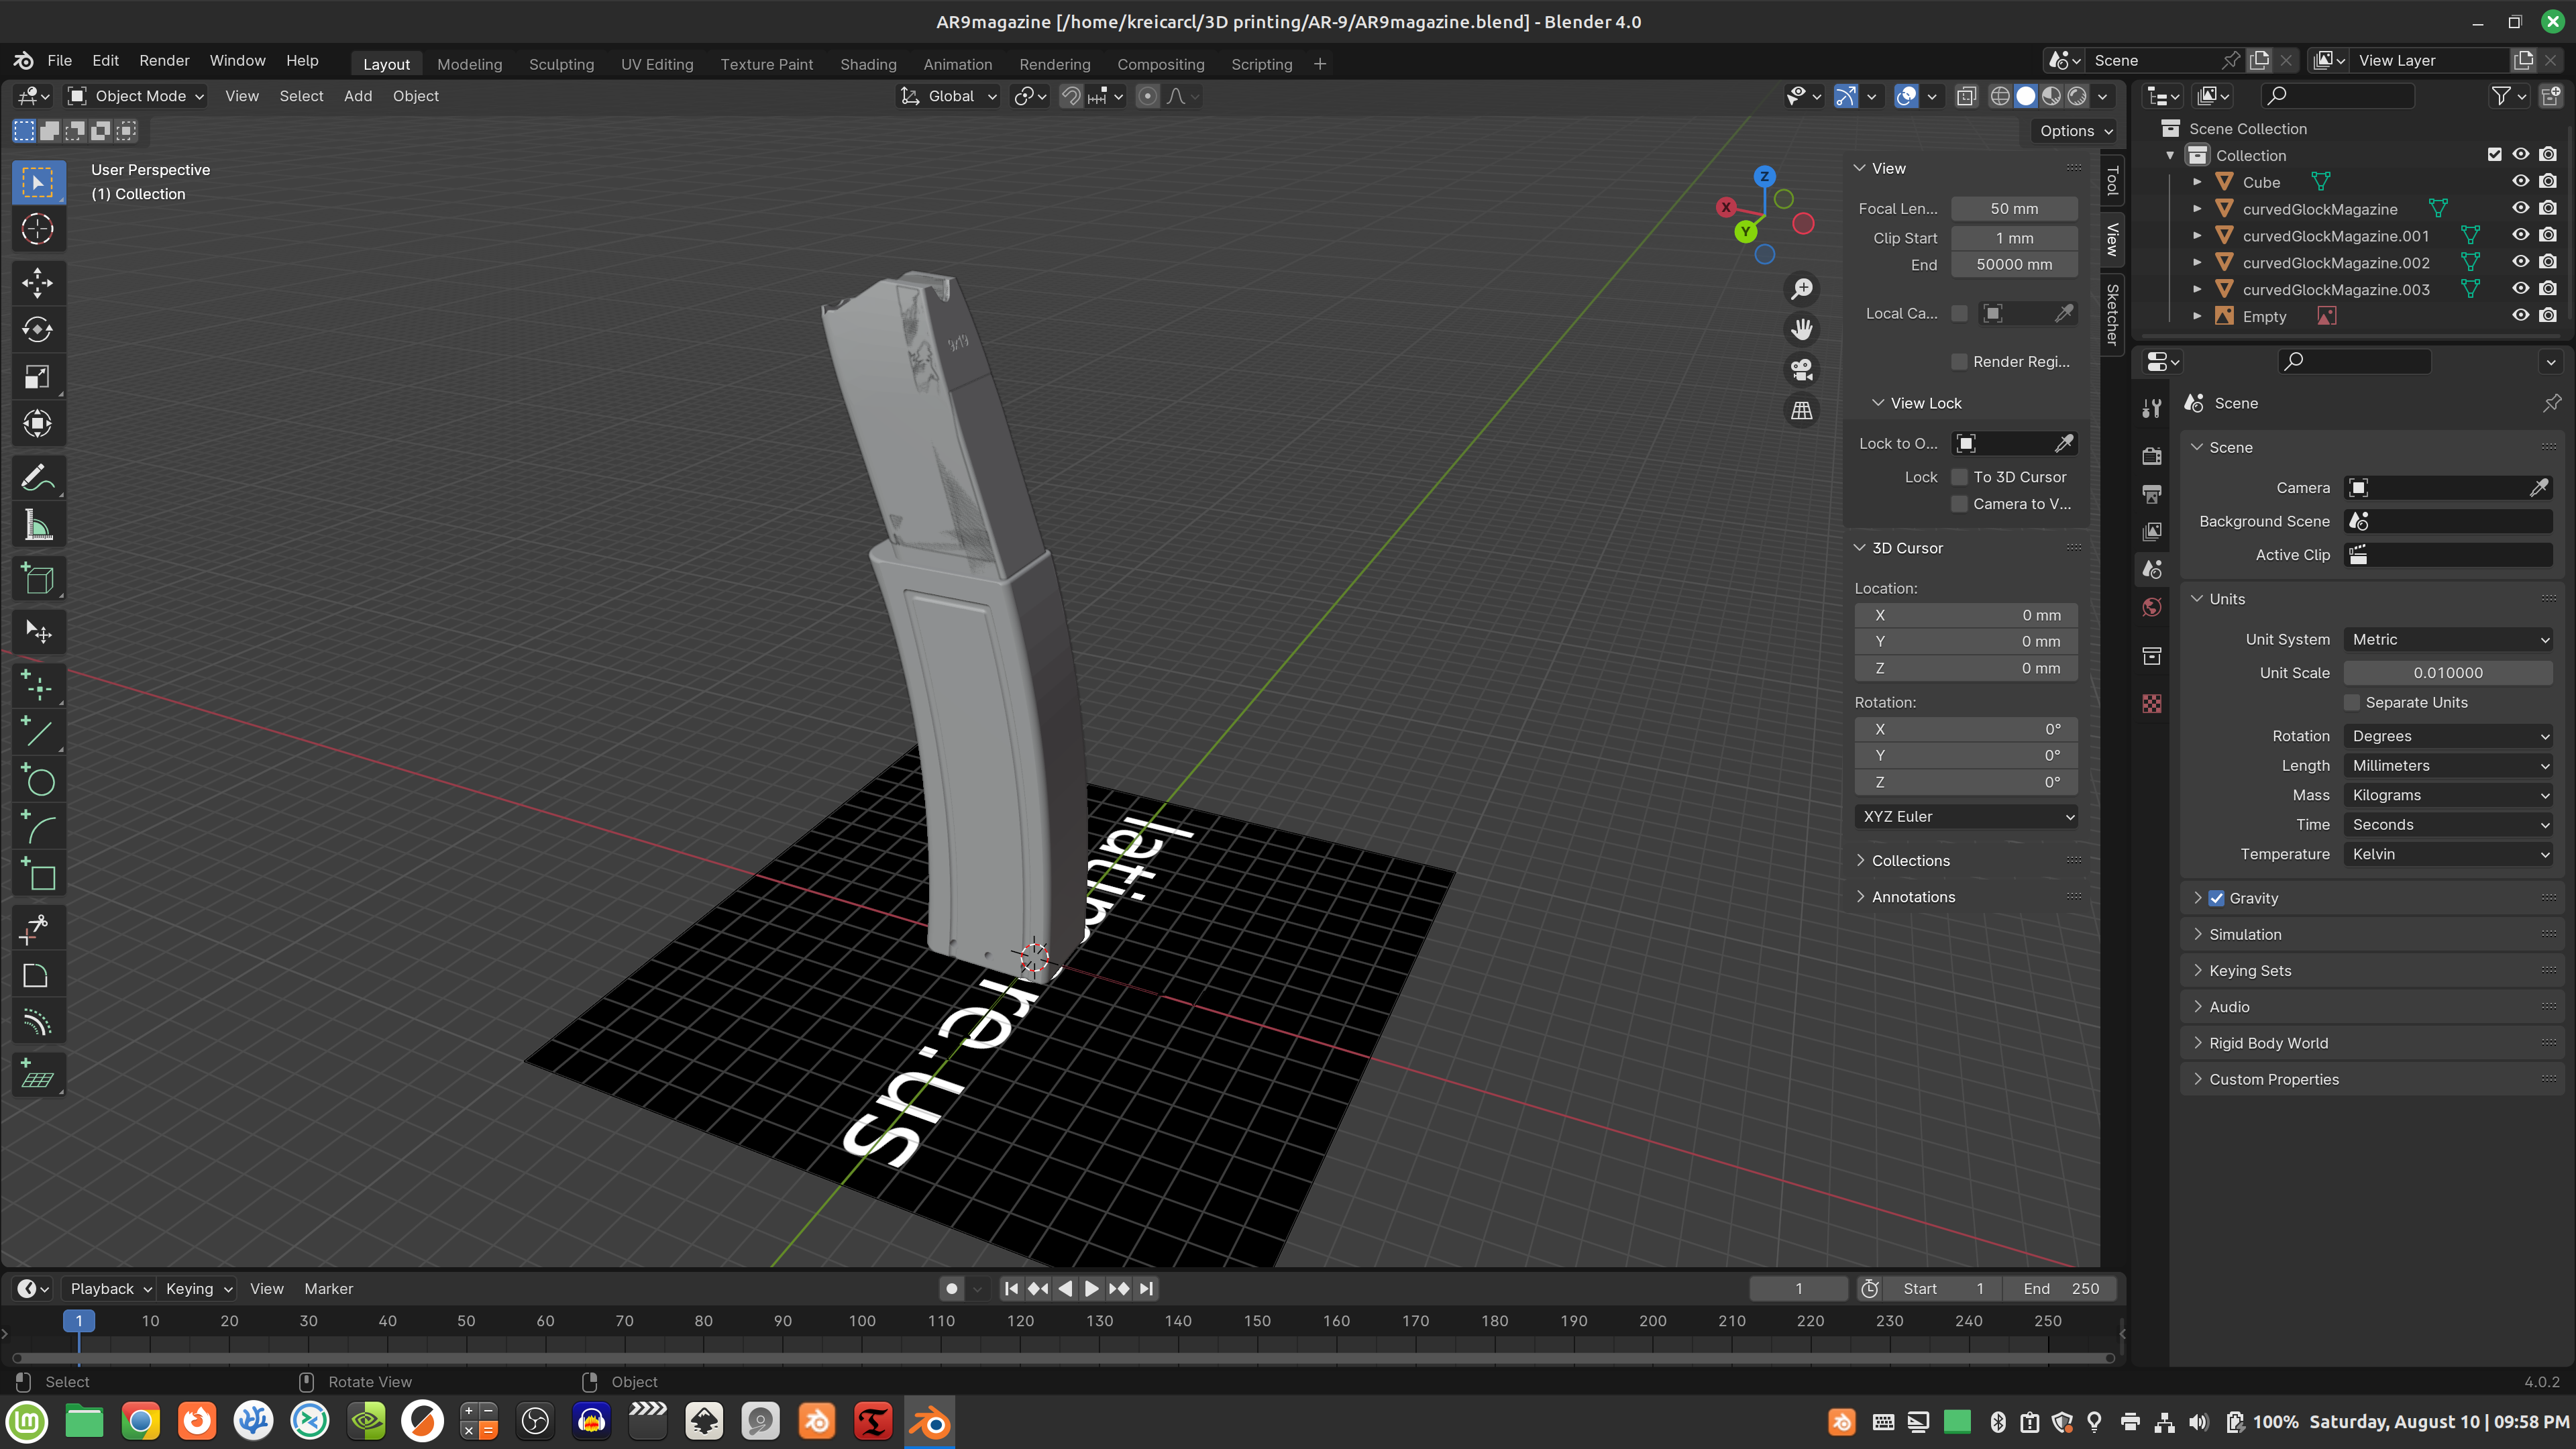 AR9magazine [/home/kreicarcl/3D printing/AR-9/AR9magazine.blend] - Blender 4.0
File Edit Render Window Help Layout Modeling Sculpting UV Editing Texture Paint Shading Animation Rendering Compositing Scripting + Scene View Layer
Object Mode View Select Add Object Global
Options
User Perspective
(1) Collection
Z
X
Y
View
Focal Len... 50 mm
Clip Start 1 mm
End 50000 mm
Local Ca...
Render Regi...
View Lock
Lock to O...
Lock To 3D Cursor
Camera to V...
3D Cursor
Location:
X 0 mm
Y 0 mm
Z 0 mm
Rotation:
X 0°
Y 0°
Z 0°
XYZ Euler
Collections
Annotations
Tool
View
Sketcher
Scene Collection
Collection
Cube
curvedGlockMagazine
curvedGlockMagazine.001
curvedGlockMagazine.002
curvedGlockMagazine.003
Empty
Scene
Scene
Camera
Background Scene
Active Clip
Units
Unit System Metric
Unit Scale 0.010000
Separate Units
Rotation Degrees
Length Millimeters
Mass Kilograms
Time Seconds
Temperature Kelvin
Gravity
Simulation
Keying Sets
Audio
Rigid Body World
Custom Properties
re.us
Playback Keying View Marker 1 Start 1 End 250
1 10 20 30 40 50 60 70 80 90 100 110 120 130 140 150 160 170 180 190 200 210 220 230 240 250
Select Rotate View Object 4.0.2
100% Saturday, August 10 | 09:58 PM